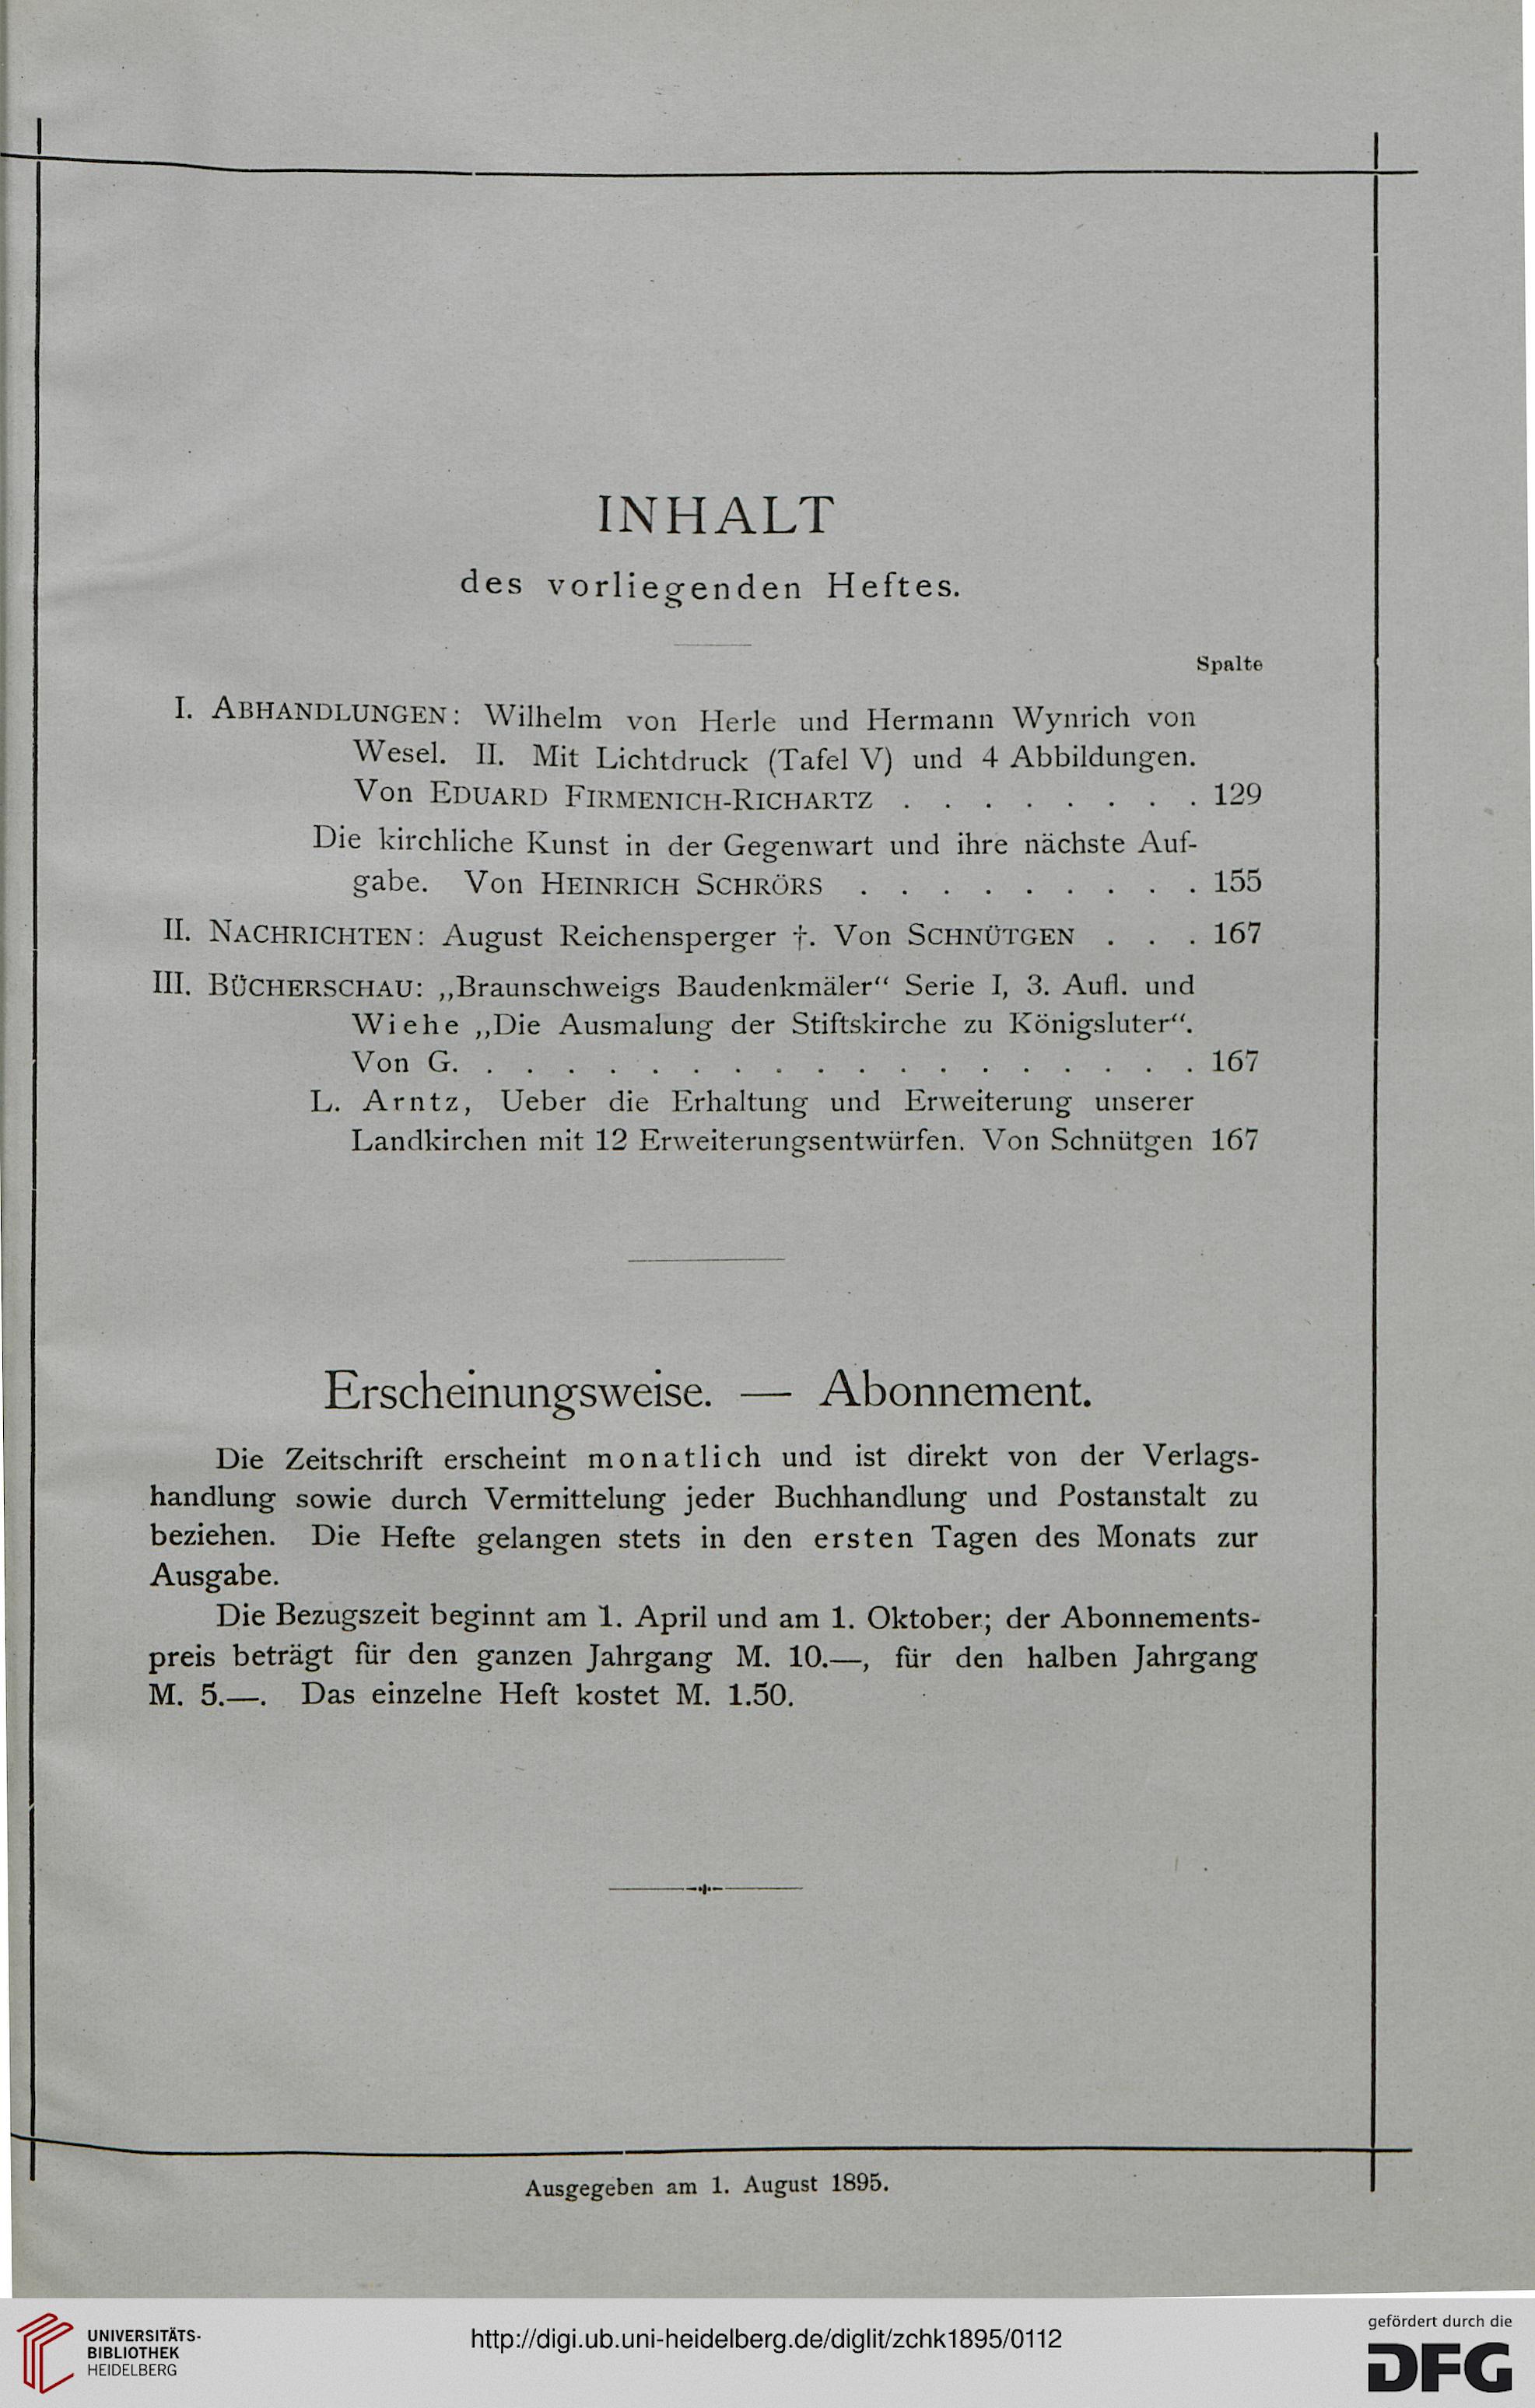 INHALT
des vorliegenden Heftes.
Spalte
I. ABHANDLUNGEN: Wilhelm von Herle und Hermann Wynrich von
Wesel. II. Mit Lichtdruck (Tafel V) und 4 Abbildungen.
Von EDUARD FIRMENICH-RICHARTZ . . . . . . . . 129
Die kirchliche Kunst in der Gegenwart und ihre nächste Auf-
gabe. Von HEINRICH SCHRÖRS . . . . . . . . . 155
II. NACHRICHTEN: August Reichensperger †. Von SCHNÜTGEN . . . 167
III. BÜCHERSCHAU: „Braunschweigs Baudenkmäler“ Serie I, 3. Aufl. und
Wiehe „Die Ausmalung der Stiftskirche zu Königsluter“.
Von G. . . . . . . . . . . . . . . . . . . 167
L. Arntz, Ueber die Erhaltung und Erweiterung unserer
Landkirchen mit 12 Erweiterungsentwürfen. Von Schnütgen 167
Erscheinungsweise. — Abonnement.
Die Zeitschrift erscheint monatlich und ist direkt von der Verlags-
handlung sowie durch Vermittelung jeder Buchhandlung und Postanstalt zu
beziehen. Die Hefte gelangen stets in den ersten Tagen des Monats zur
Ausgabe.
Die Bezugszeit beginnt am 1. April und am 1. Oktober; der Abonnements-
preis beträgt für den ganzen Jahrgang M. 10.—, für den halben Jahrgang
M. 5.—. Das einzelne Heft kostet M. 1.50.
Ausgegeben am 1. August 1895.
UNIVERSITÄTS-
BIBLIOTHEK
HEIDELBERG
http://digi.ub.uni-heidelberg.de/diglit/zchk1895/0112
gefördert durch die
DFG